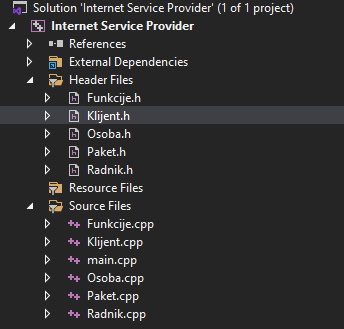 Solution 'Internet Service Provider' (1 of 1 project)
Internet Service Provider
References
External Dependencies
Header Files
Funkcije.h
Klijent.h
Osoba.h
Paket.h
Radnik.h
Resource Files
Source Files
Funkcije.cpp
Klijent.cpp
main.cpp
Osoba.cpp
Paket.cpp
Radnik.cpp